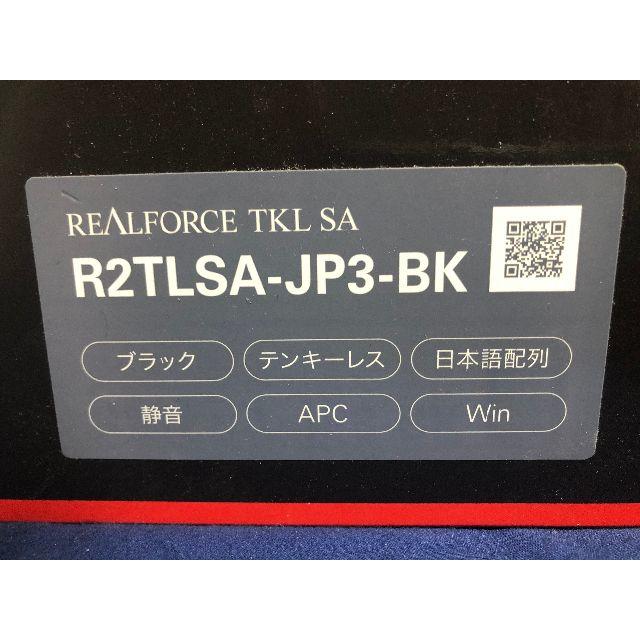 REALFORCE TKL SA
R2TLSA-JP3-BK
ブラック テンキーレス 日本語配列
静音 APC Win